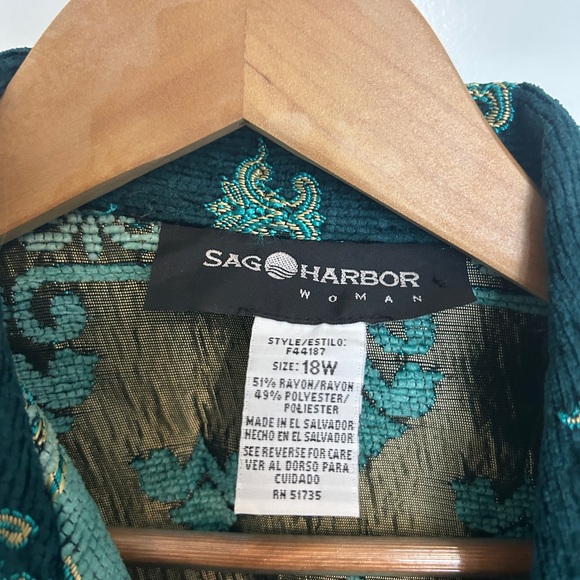 SAG HARBOR
WOMAN
STYLE/ESTILO:
F44187
SIZE: 18W
51% RAYON/RAYON
49% POLYESTER/
POLIESTER
MADE IN EL SALVADOR
HECHO EN EL SALVADOR
SEE REVERSE FOR CARE
VER AL DORSO PARA
CUIDADO
RN 51735